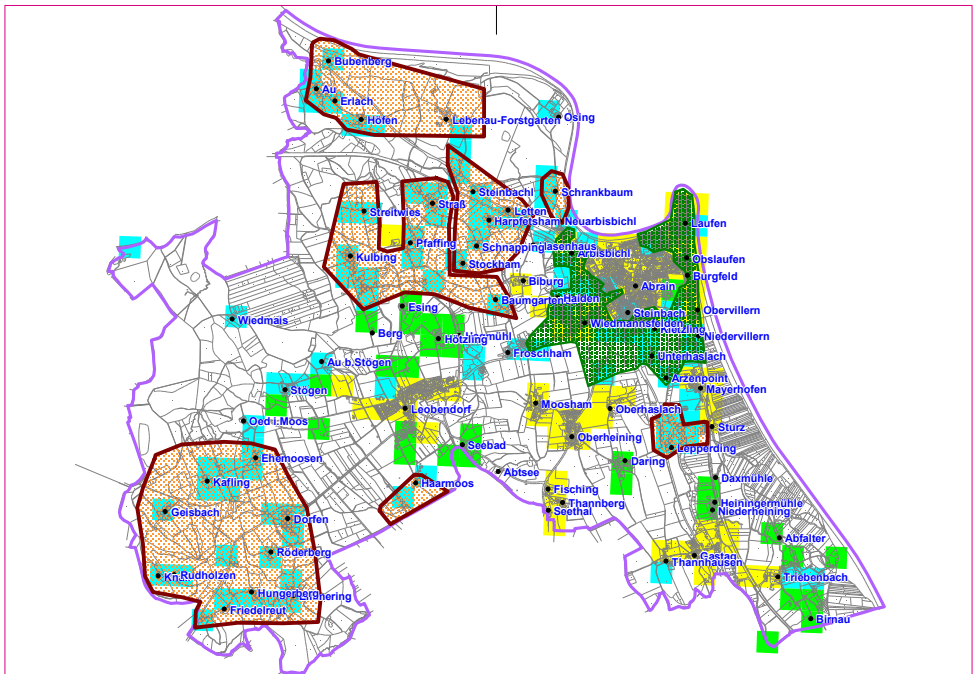 Bubenberg
Au
Erlach
Höfen
Lebenau-Forstgarten
Osing
Steinbachl
Schrankbaum
Straß
Streitwies
Letten
Harpfetsham
Neuarbisbichl
Laufen
Pfaffing
Schnapping
Arbisbichl
Kulbing
Stockham
Obslaufen
Burgfeld
Biburg
Abrain
Baumgarten
Haiden
Esing
Obervillern
Steinbach
Wiedmais
Wiedmannsfelden
Berg
Hötzling
Niedervillern
Froschham
Unterhaslach
Au b.Stögen
Arzenpoint
Stögen
Mayerhofen
Moosham
Leobendorf
Oberhaslach
Oed i.Moos
Sturz
Oberheining
Seebad
Lepperding
Ehemoosen
Daring
Abtsee
Kafling
Haarmoos
Daxmühle
Fisching
Geisbach
Thannberg
Heiningermühle
Seethal
Niederheining
Dorfen
Abfalter
Röderberg
Gastag
Thannhausen
Rudholzen
Triebenbach
Hungerberg
Friedelreut
Birnau